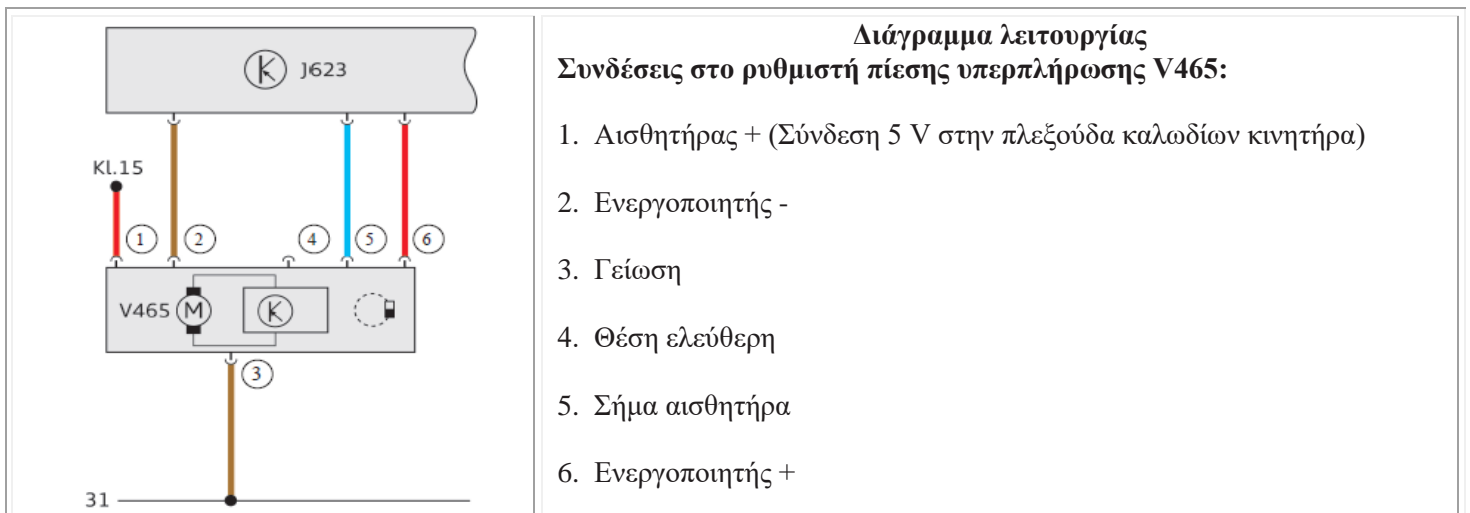 J623
Kl.15
1
2
4
5
6
V465
M
3
31
Διάγραμμα λειτουργίας
Συνδέσεις στο ρυθμιστή πίεσης υπερπλήρωσης V465:
1. Αισθητήρας + (Σύνδεση 5 V στην πλεξούδα καλωδίων κινητήρα)
2. Ενεργοποιητής -
3. Γείωση
4. Θέση ελεύθερη
5. Σήμα αισθητήρα
6. Ενεργοποιητής +